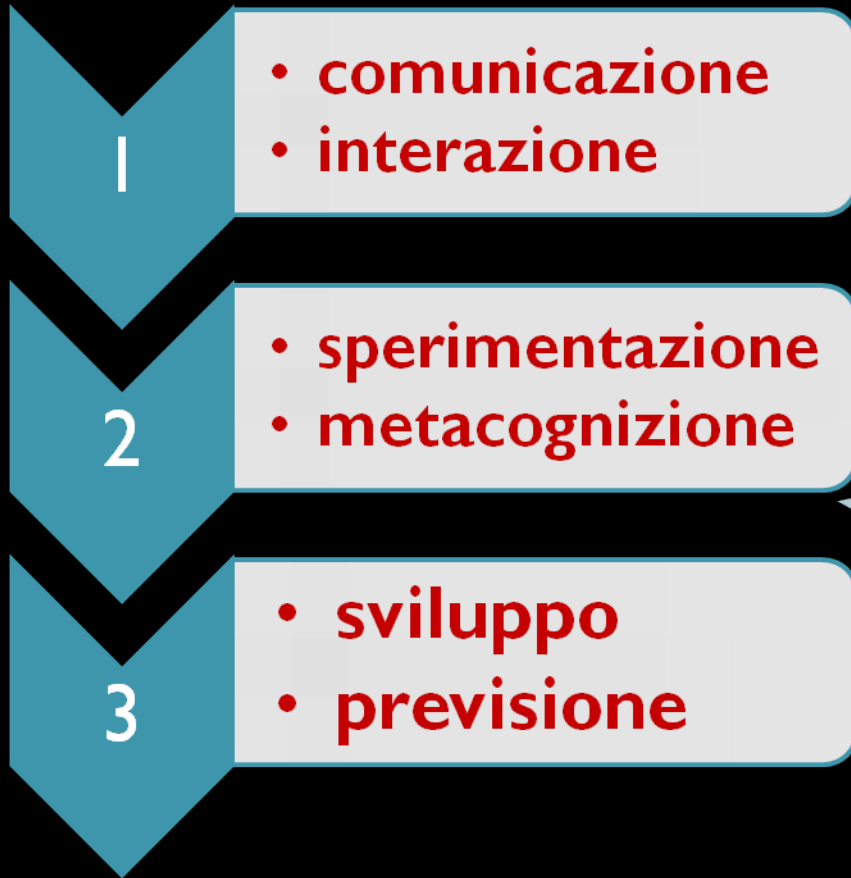 1
• comunicazione
• interazione
2
• sperimentazione
• metacognizione
3
• sviluppo
• previsione